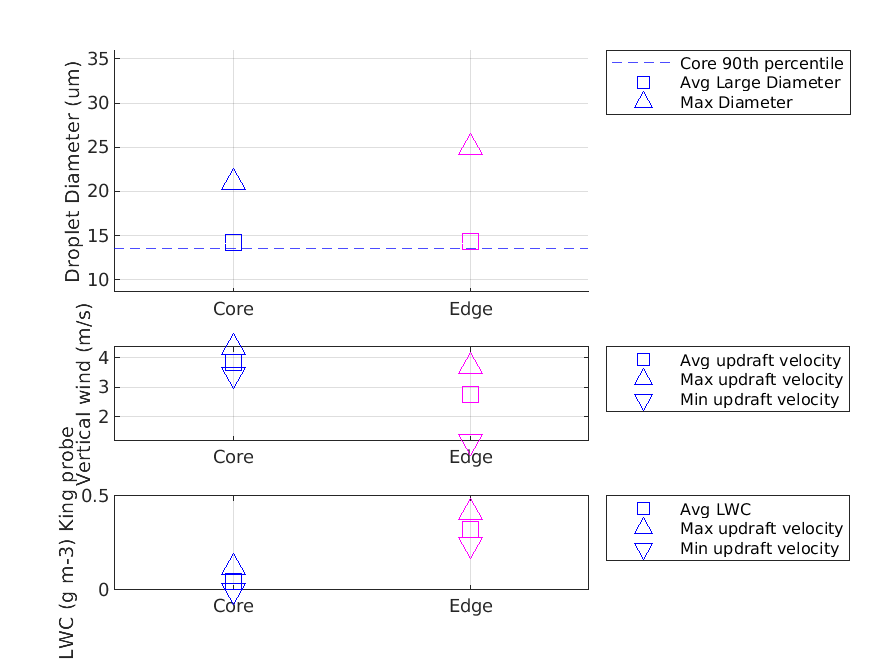 35
30
25
20
15
10
Droplet Diameter (um)
Core
Edge
Core 90th percentile
Avg Large Diameter
Max Diameter
4
3
2
Vertical wind (m/s)
Core
Edge
Avg updraft velocity
Max updraft velocity
Min updraft velocity
0.5
0
LWC (g m-3) King probe
Core
Edge
Avg LWC
Max updraft velocity
Min updraft velocity